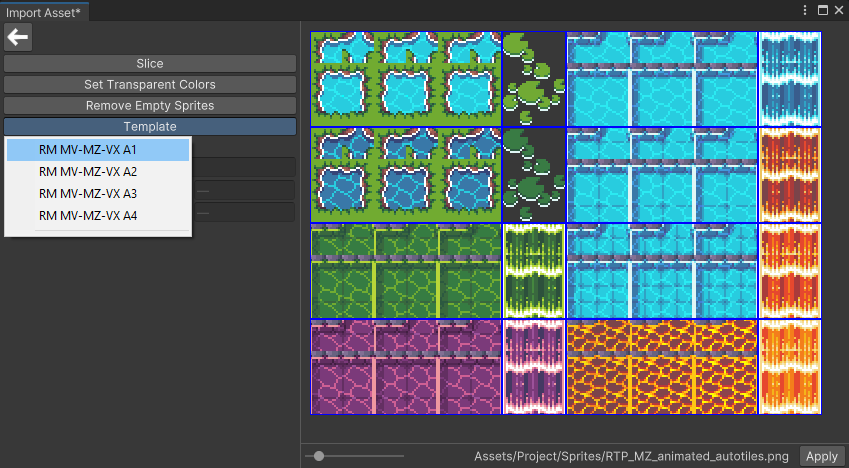 Import Asset*
Slice
Set Transparent Colors
Remove Empty Sprites
Template
RM MV-MZ-VX A1
RM MV-MZ-VX A2
RM MV-MZ-VX A3
RM MV-MZ-VX A4
Assets/Project/Sprites/RTP_MZ_animated_autotiles.png
Apply